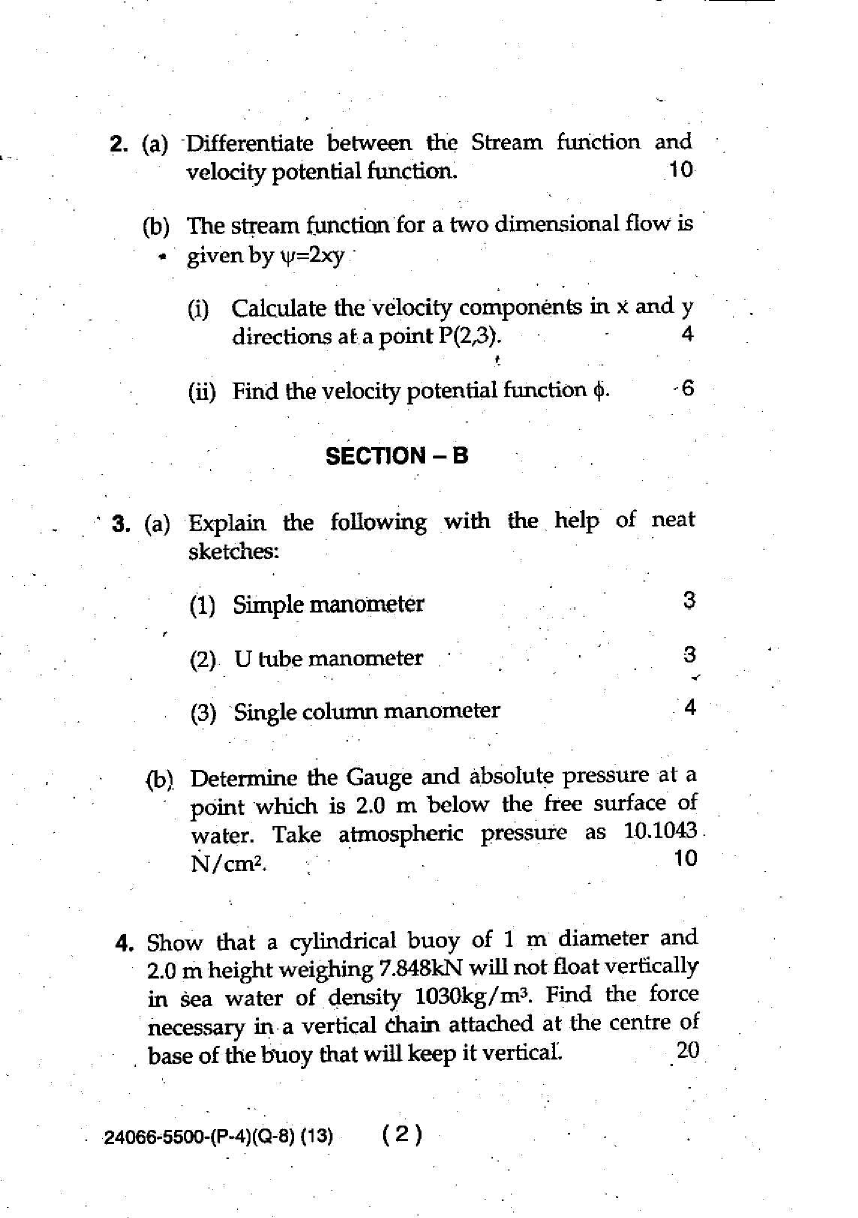 2. (a) Differentiate between the Stream function and
velocity potential function. 10
(b) The stream function for a two dimensional flow is
given by ψ=2xy
(i) Calculate the velocity components in x and y
directions at a point P(2,3). 4
(ii) Find the velocity potential function ϕ. 6
SECTION – B
3. (a) Explain the following with the help of neat
sketches:
(1) Simple manometer 3
(2) U tube manometer 3
(3) Single column manometer 4
(b) Determine the Gauge and absolute pressure at a
point which is 2.0 m below the free surface of
water. Take atmospheric pressure as 10.1043
N/cm². 10
4. Show that a cylindrical buoy of 1 m diameter and
2.0 m height weighing 7.848kN will not float vertically
in sea water of density 1030kg/m³. Find the force
necessary in a vertical chain attached at the centre of
base of the buoy that will keep it vertical. 20
24066-5500-(P-4)(Q-8) (13) (2)